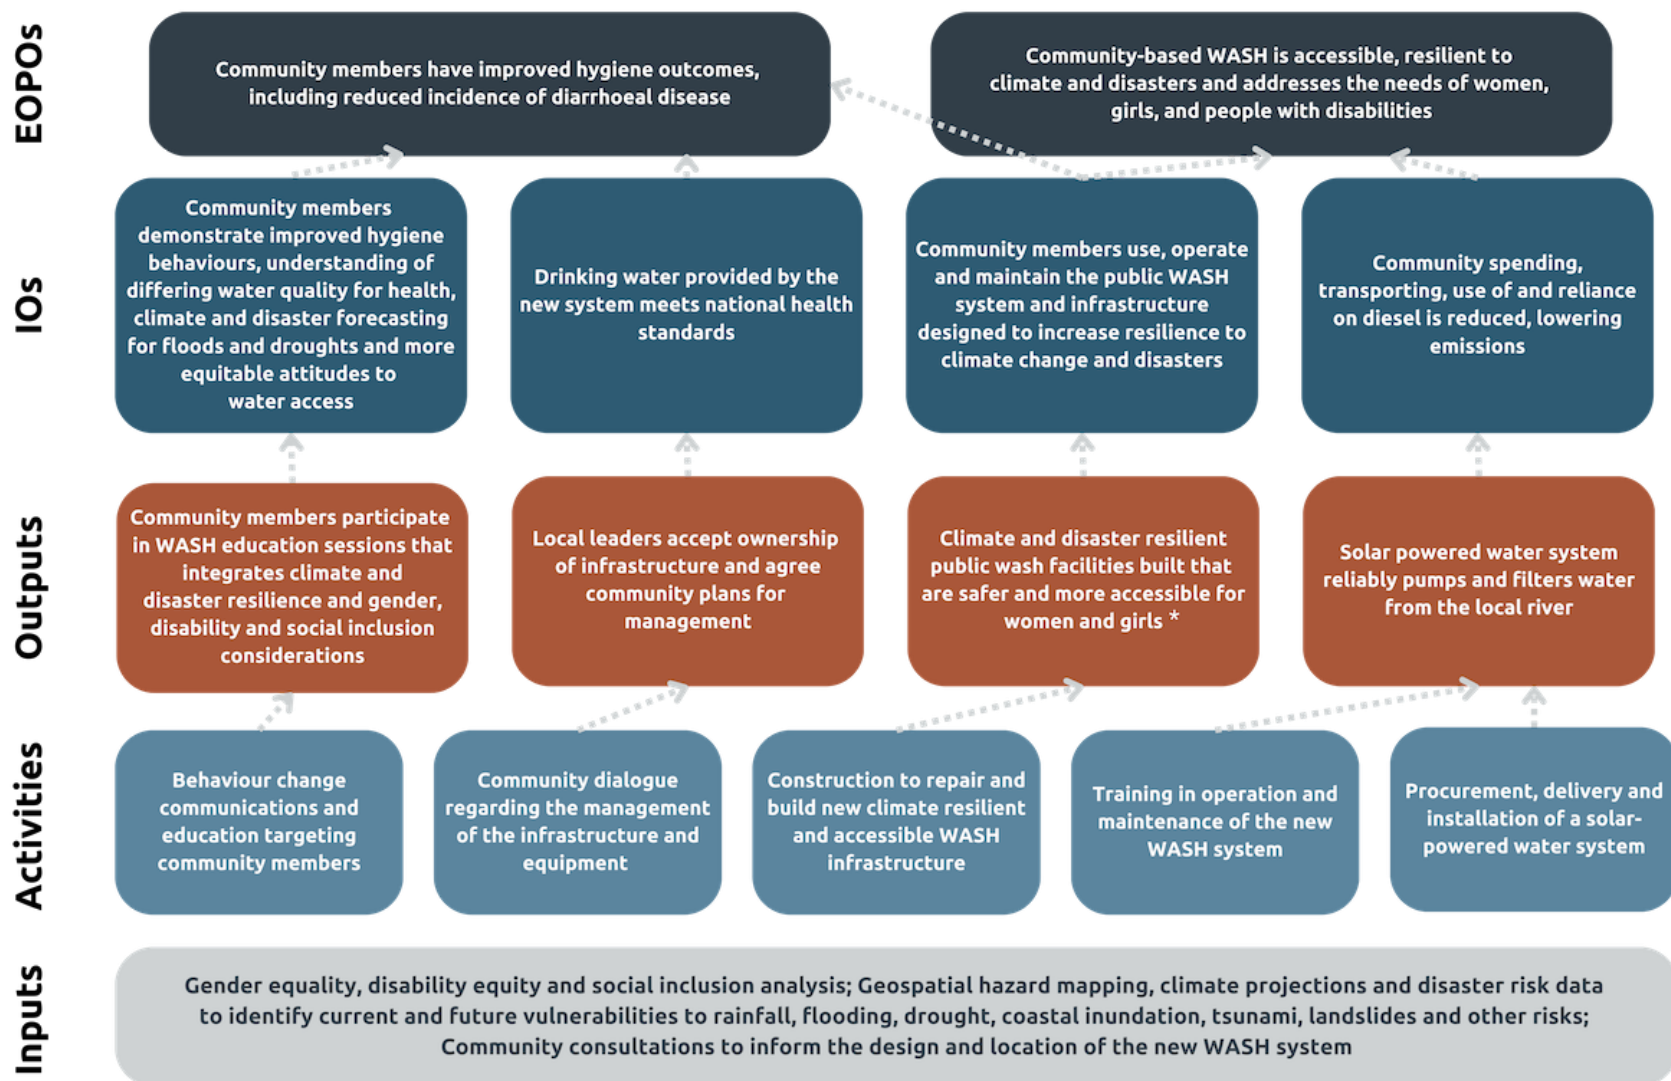 EOPOs
Community members have improved hygiene outcomes,
including reduced incidence of diarrhoeal disease
Community-based WASH is accessible, resilient to
climate and disasters and addresses the needs of women,
girls, and people with disabilities
IOs
Community members
demonstrate improved hygiene
behaviours, understanding of
differing water quality for health,
climate and disaster forecasting
for floods and droughts and more
equitable attitudes to
water access
Drinking water provided by the
new system meets national health
standards
Community members use, operate
and maintain the public WASH
system and infrastructure
designed to increase resilience to
climate change and disasters
Community spending,
transporting, use of and reliance
on diesel is reduced, lowering
emissions
Outputs
Community members participate
in WASH education sessions that
integrates climate and
disaster resilience and gender,
disability and social inclusion
considerations
Local leaders accept ownership
of infrastructure and agree
community plans for
management
Climate and disaster resilient
public wash facilities built that
are safer and more accessible for
women and girls *
Solar powered water system
reliably pumps and filters water
from the local river
Activities
Behaviour change
communications and
education targeting
community members
Community dialogue
regarding the management
of the infrastructure and
equipment
Construction to repair and
build new climate resilient
and accessible WASH
infrastructure
Training in operation and
maintenance of the new
WASH system
Procurement, delivery and
installation of a solar-
powered water system
Inputs
Gender equality, disability equity and social inclusion analysis; Geospatial hazard mapping, climate projections and disaster risk data
to identify current and future vulnerabilities to rainfall, flooding, drought, coastal inundation, tsunami, landslides and other risks;
Community consultations to inform the design and location of the new WASH system